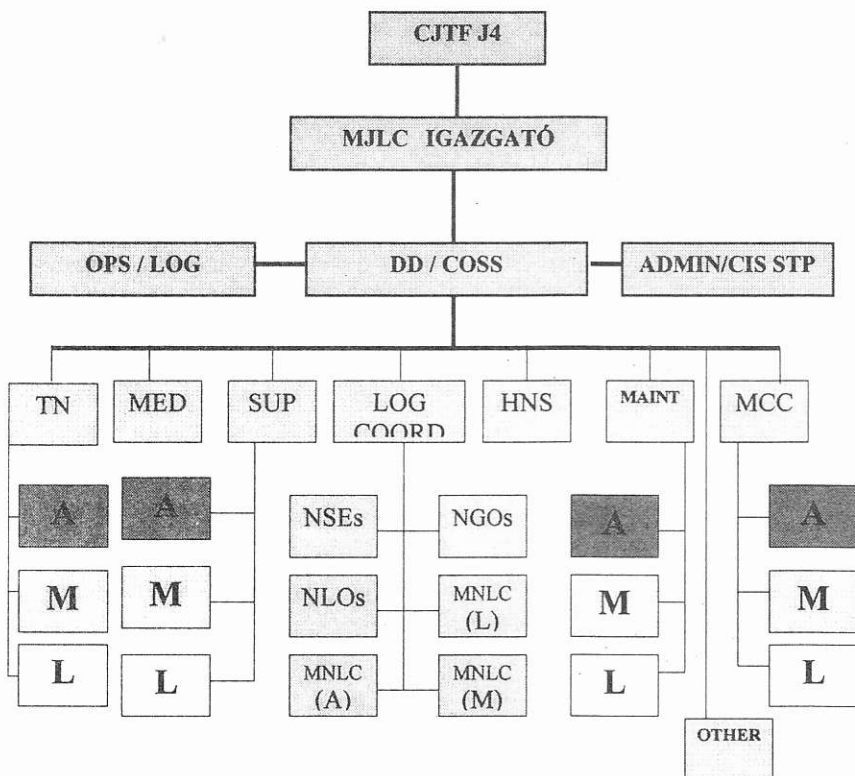 CJTF J4
MJLC IGAZGATÓ
OPS / LOG
DD / COSS
ADMIN/CIS STP
TN
MED
SUP
LOG
COORD
HNS
MAINT
MCC
A
A
NSEs
NGOs
A
A
M
M
NLOs
MNLC
(L)
M
M
L
L
MNLC
(A)
MNLC
(M)
L
L
OTHER